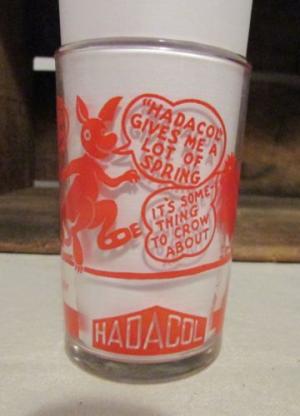 "HADACOL"
GIVES ME A
LOT OF
SPRING
IT'S SOME-
THING
TO CROW
ABOUT
HADACOL